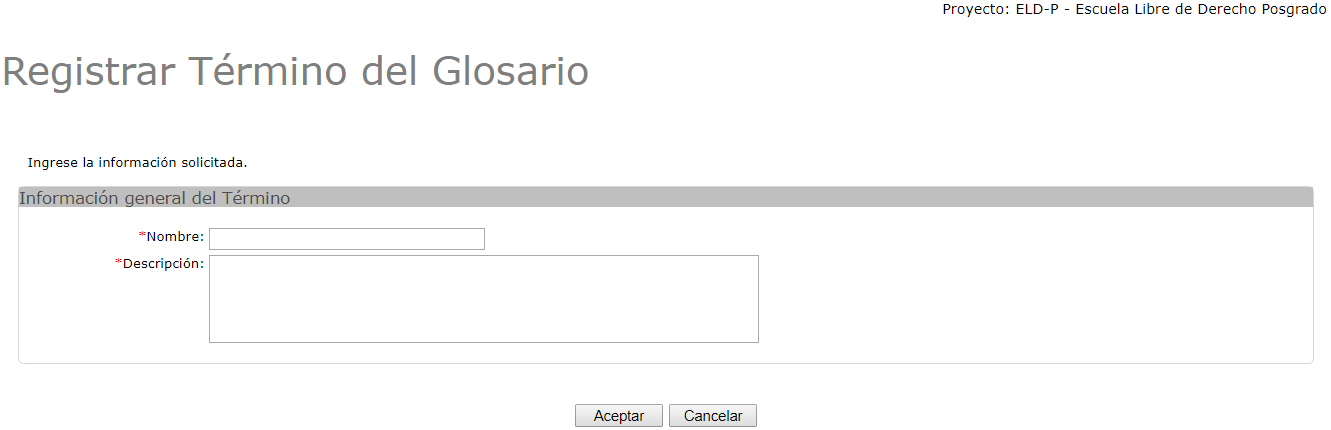 Proyecto: ELD-P - Escuela Libre de Derecho Posgrado
Registrar Término del Glosario
Ingrese la información solicitada.
Información general del Término
*Nombre:
*Descripción:
Aceptar Cancelar